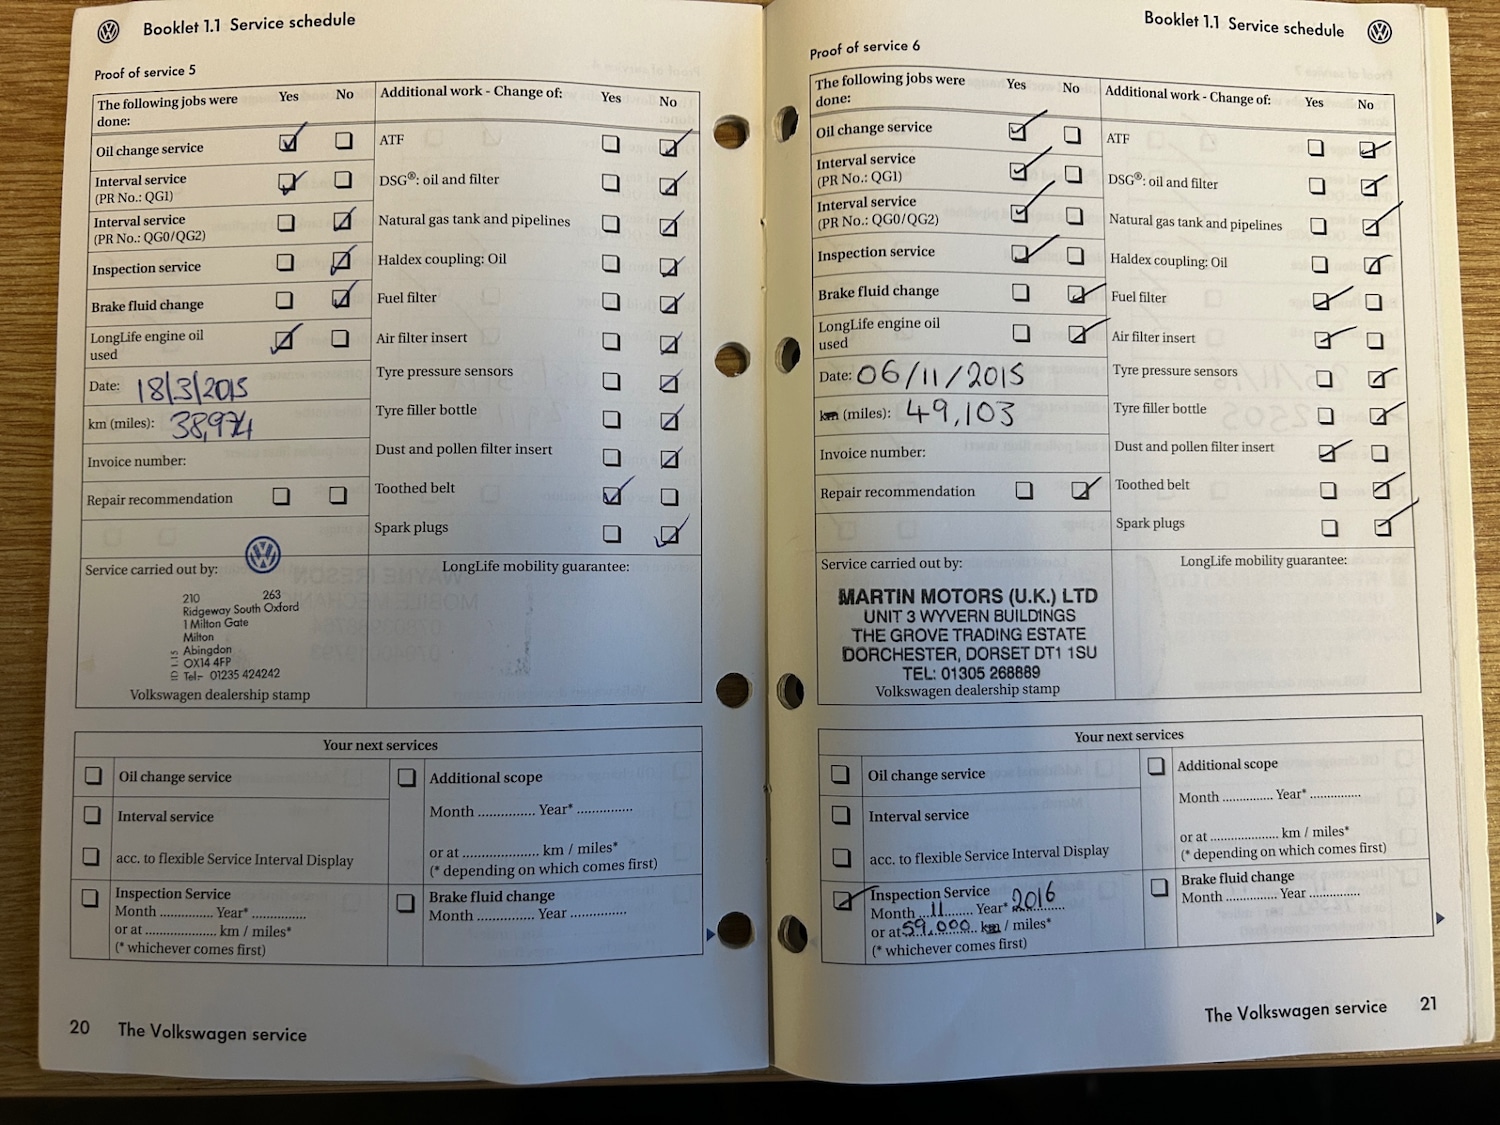 Booklet 1.1 Service schedule
Proof of service 5
The following jobs were done:
Yes
No
Additional work - Change of:
Yes
No
Oil change service
Interval service
(PR No.: QG1)
Interval service
(PR No.: QG0/QG2)
Inspection service
Brake fluid change
LongLife engine oil
used
Date: 18/3/2015
km (miles): 38,974
Invoice number:
Repair recommendation
ATF
DSG®: oil and filter
Natural gas tank and pipelines
Haldex coupling: Oil
Fuel filter
Air filter insert
Tyre pressure sensors
Tyre filler bottle
Dust and pollen filter insert
Toothed belt
Spark plugs
Service carried out by:
LongLife mobility guarantee:
210 263
Ridgeway South Oxford
1 Milton Gate
Milton
Abingdon
OX14 4FP
Tel:- 01235 424242
Volkswagen dealership stamp
Your next services
Oil change service
Interval service
acc. to flexible Service Interval Display
Inspection Service
Month .............. Year* ..............
or at ................... km / miles*
(* whichever comes first)
Additional scope
Month ............... Year* ..............
or at .................... km / miles*
(* depending on which comes first)
Brake fluid change
Month ............... Year ...............
20 The Volkswagen service
Booklet 1.1 Service schedule
Proof of service 6
The following jobs were
done:
Yes
No
Additional work - Change of:
Yes
No
Oil change service
Interval service
(PR No.: QG1)
Interval service
(PR No.: QG0/QG2)
Inspection service
Brake fluid change
LongLife engine oil
used
Date: 06/11/2015
km (miles): 49,103
Invoice number:
Repair recommendation
ATF
DSG®: oil and filter
Natural gas tank and pipelines
Haldex coupling: Oil
Fuel filter
Air filter insert
Tyre pressure sensors
Tyre filler bottle
Dust and pollen filter insert
Toothed belt
Spark plugs
Service carried out by:
LongLife mobility guarantee:
MARTIN MOTORS (U.K.) LTD
UNIT 3 WYVERN BUILDINGS
THE GROVE TRADING ESTATE
DORCHESTER, DORSET DT1 1SU
TEL: 01305 268889
Volkswagen dealership stamp
Your next services
Oil change service
Interval service
acc. to flexible Service Interval Display
Inspection Service
Month 11 Year* 2016
or at 59,000 km / miles*
(* whichever comes first)
Additional scope
Month .............. Year* ..............
or at ................... km / miles*
(* depending on which comes first)
Brake fluid change
Month .............. Year ..............
The Volkswagen service 21